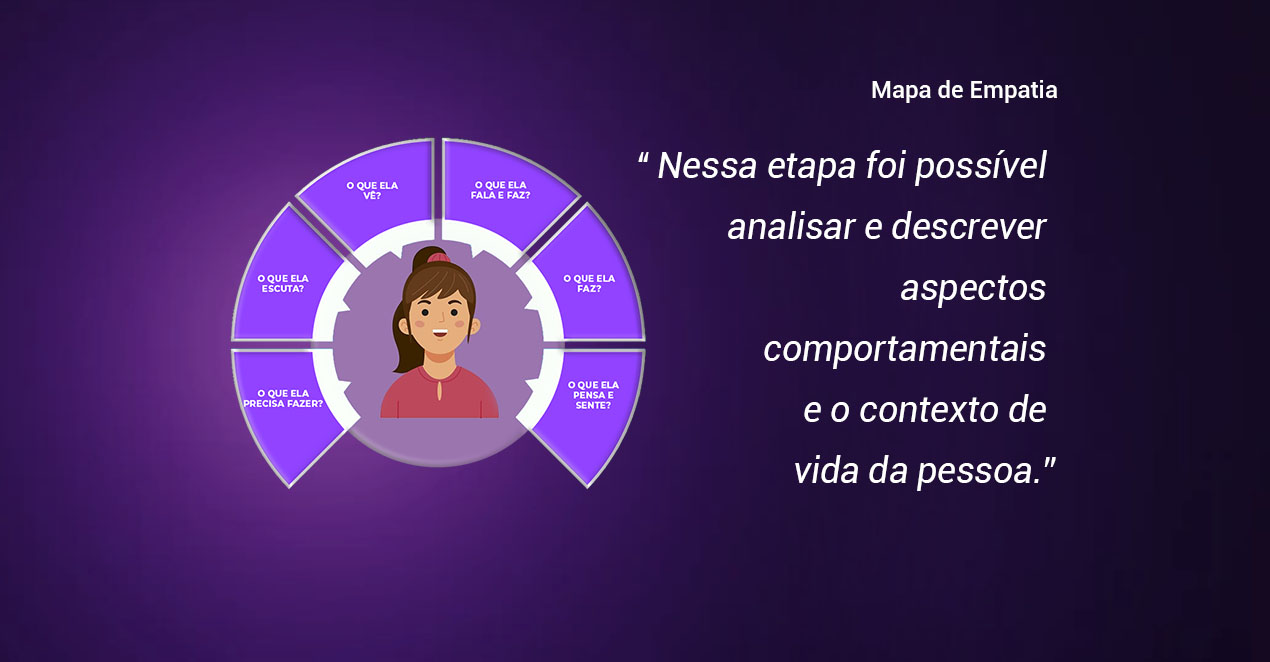 Mapa de Empatia
“ Nessa etapa foi possível
analisar e descrever
aspectos
comportamentais
e o contexto de
vida da pessoa.”
O QUE ELA
PRECISA FAZER?
O QUE ELA
ESCUTA?
O QUE ELA
VÊ?
O QUE ELA
FALA E FAZ?
O QUE ELA
FAZ?
O QUE ELA
PENSA E
SENTE?